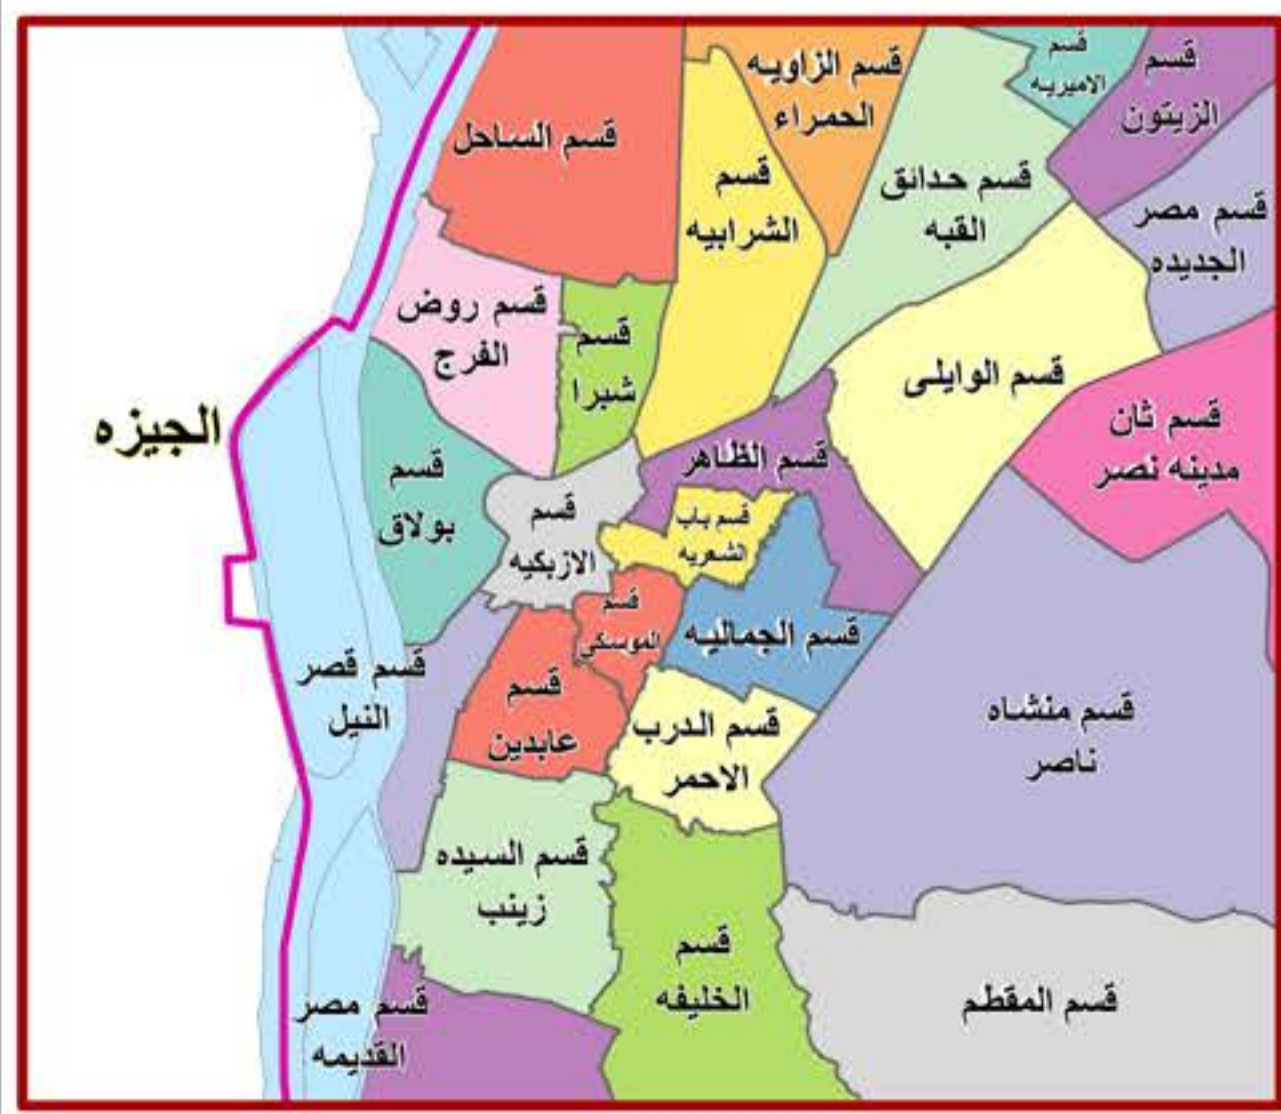 قسم الساحل
قسم الزاويه
الحمراء
قسم
الاميريه
قسم
الزيتون
قسم
الشرابيه
قسم حدائق
القبه
قسم مصر
الجديده
قسم روض
الفرج
قسم
شبرا
قسم الوايلى
قسم ثان
مدينه نصر
الجيزه
قسم
بولاق
قسم الظاهر
قسم
الازبكيه
قسم باب
الشعريه
قسم
الموسكى
قسم الجماليه
قسم قصر
النيل
قسم
عابدين
قسم الدرب
الاحمر
قسم منشاه
ناصر
قسم السيده
زينب
قسم
الخليفه
قسم المقطم
قسم مصر
القديمه